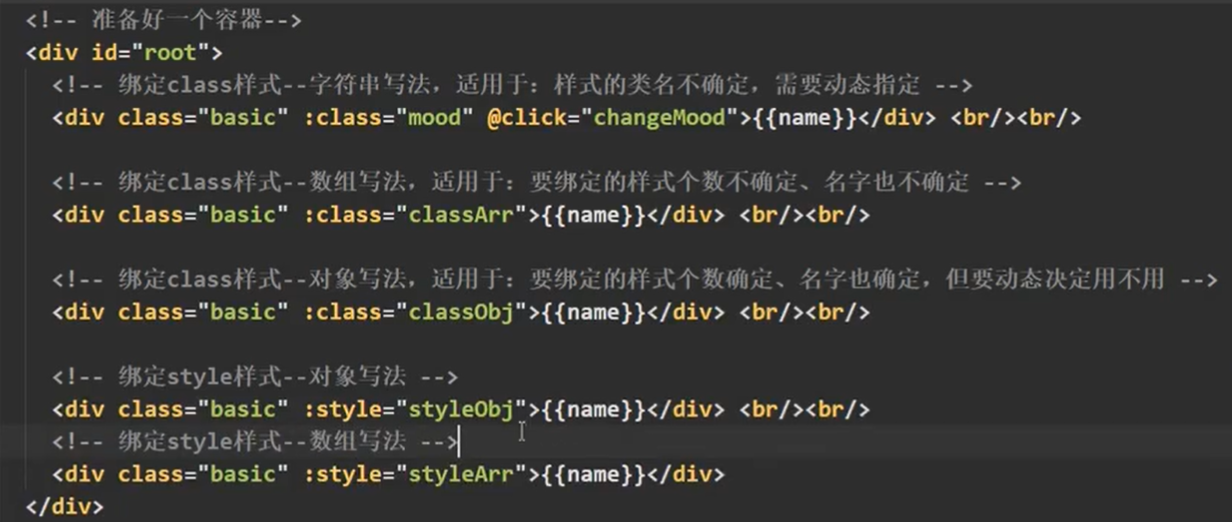 <!-- 准备好一个容器-->
<div id="root">
<!-- 绑定class样式--字符串写法，适用于：样式的类名不确定，需要动态指定 -->
<div class="basic" :class="mood" @click="changeMood">{{name}}</div> <br/><br/>
<!-- 绑定class样式--数组写法，适用于：要绑定的样式个数不确定、名字也不确定 -->
<div class="basic" :class="classArr">{{name}}</div> <br/><br/>
<!-- 绑定class样式--对象写法，适用于：要绑定的样式个数确定、名字也确定，但要动态决定用不用 -->
<div class="basic" :class="classObj">{{name}}</div> <br/><br/>
<!-- 绑定style样式--对象写法 -->
<div class="basic" :style="styleObj">{{name}}</div> <br/><br/>
<!-- 绑定style样式--数组写法 -->
<div class="basic" :style="styleArr">{{name}}</div>
</div>